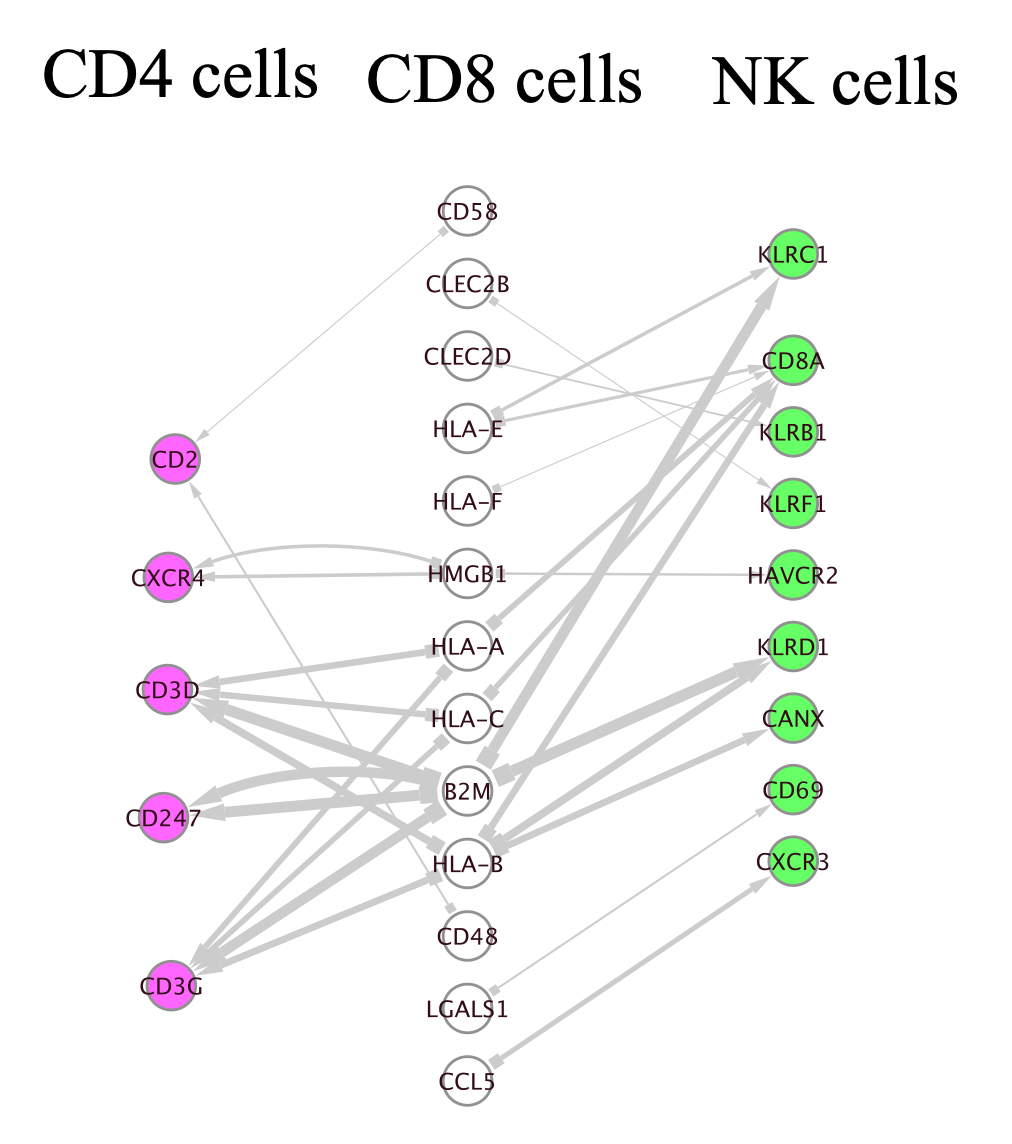 CD4 cells
CD8 cells
NK cells
CD58
CLEC2B
CLEC2D
HLA-E
HLA-F
HMGB1
HLA-A
HLA-C
B2M
HLA-B
CD48
LGALS1
CCL5
CD2
CXCR4
CD3D
CD247
CD3G
KLRC1
CD8A
KLRB1
KLRF1
HAVCR2
KLRD1
CANX
CD69
CXCR3